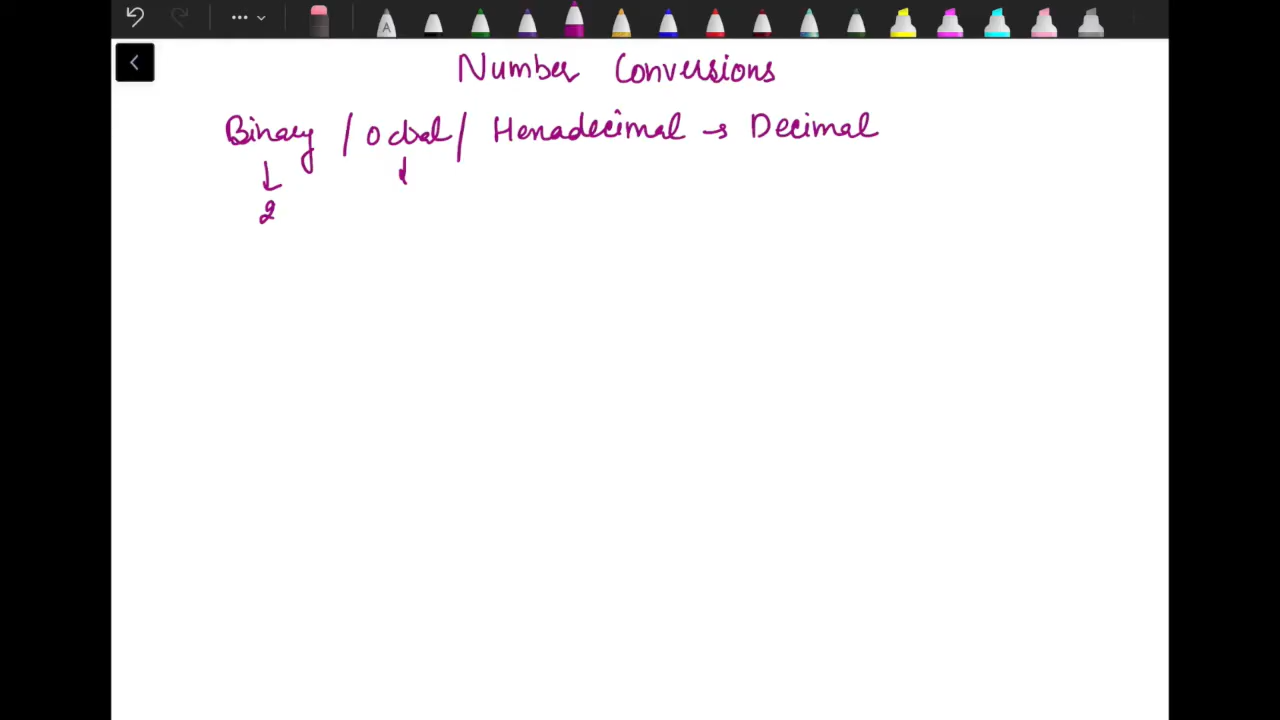 Number Conversions
Binary / Octal / Hexadecimal → Decimal
↓
2